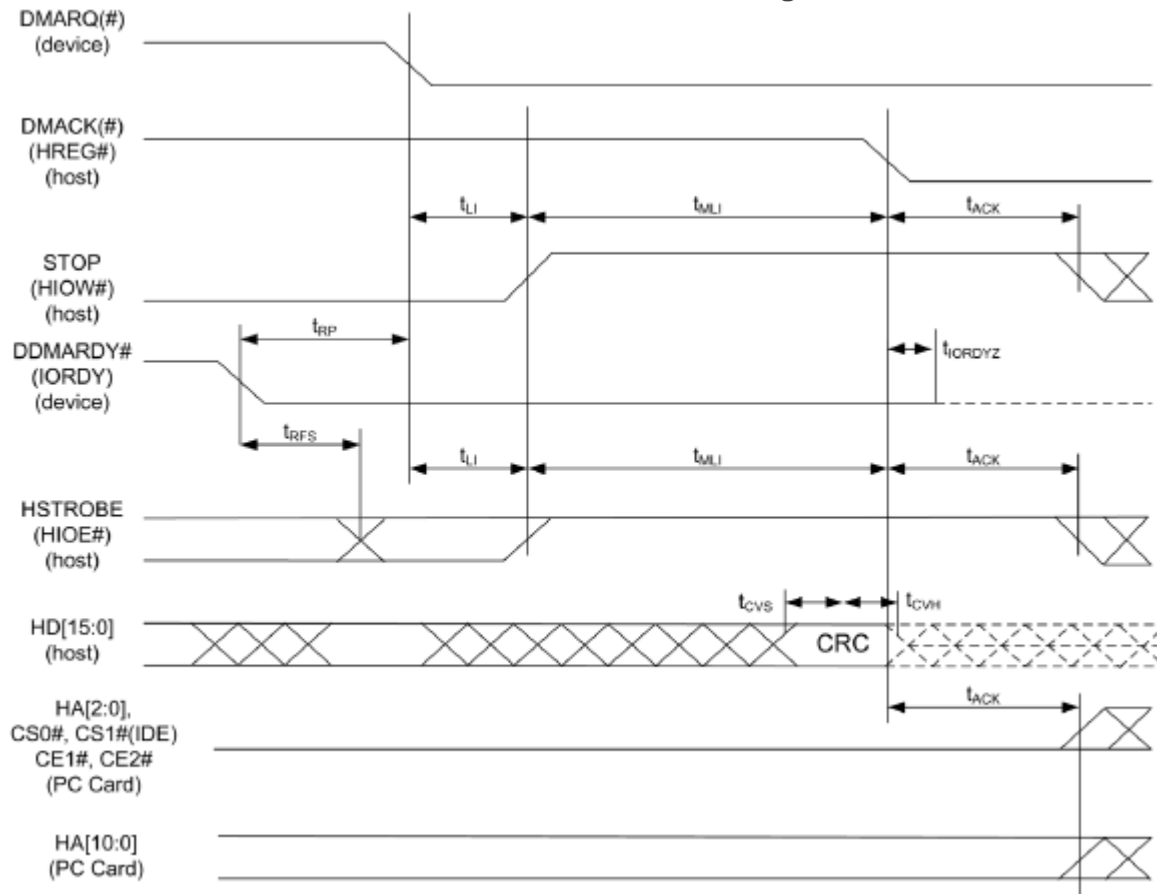 DMARQ(#)
(device)
DMACK(#)
(HREG#)
(host)
tLI
tMLI
tACK
STOP
(HIOW#)
(host)
tRP
DDMARDY#
(IORDY)
(device)
tIORDYZ
tRFS
tLI
tMLI
tACK
HSTROBE
(HIOE#)
(host)
tCVS
tCVH
HD[15:0]
(host)
CRC
HA[2:0],
CS0#, CS1#(IDE)
CE1#, CE2#
(PC Card)
tACK
HA[10:0]
(PC Card)